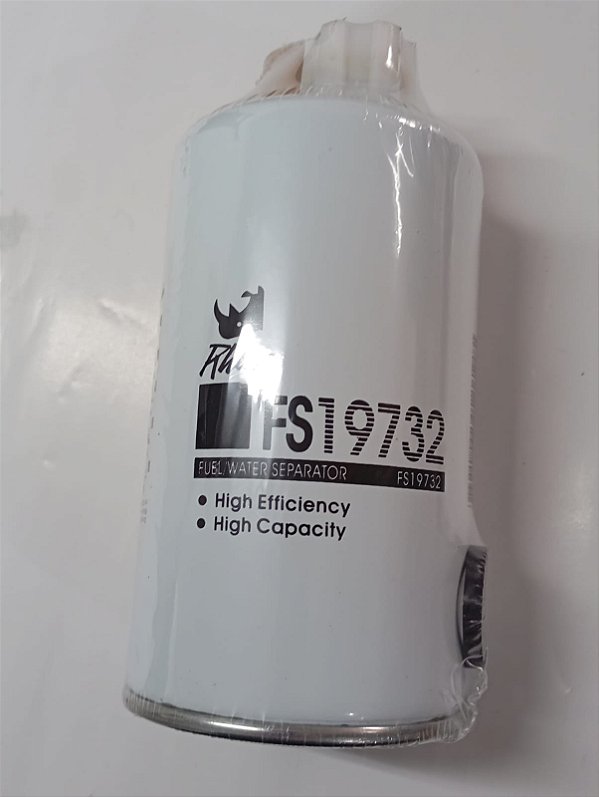 FS19732
FUEL/WATER SEPARATOR FS19732
• High Efficiency
• High Capacity